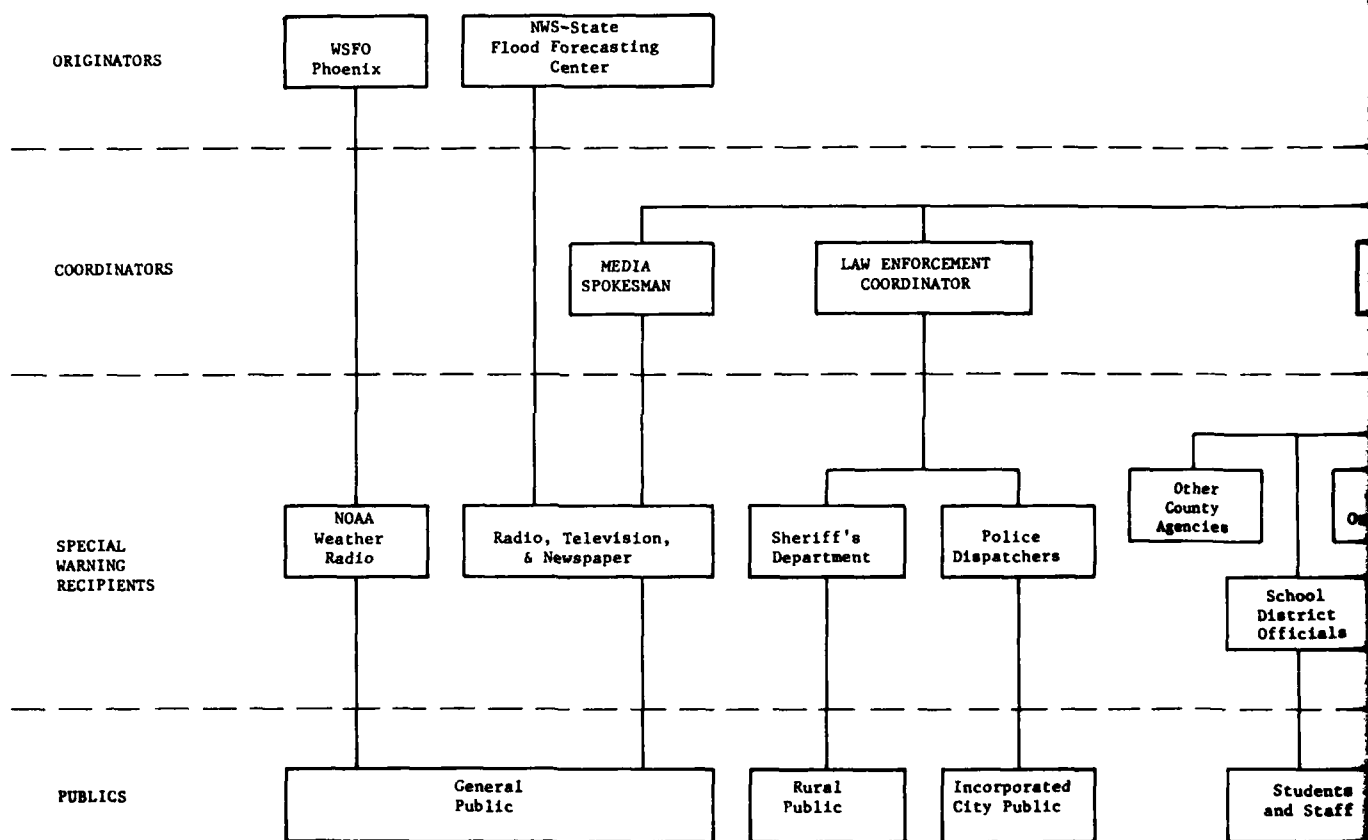 ORIGINATORS
WSFO
Phoenix
NWS-State
Flood Forecasting
Center
COORDINATORS
MEDIA
SPOKESMAN
LAW ENFORCEMENT
COORDINATOR
SPECIAL
WARNING
RECIPIENTS
NOAA
Weather
Radio
Radio, Television,
& Newspaper
Sheriff's
Department
Police
Dispatchers
Other
County
Agencies
School
District
Officials
PUBLICS
General
Public
Rural
Public
Incorporated
City Public
Students
and Staff